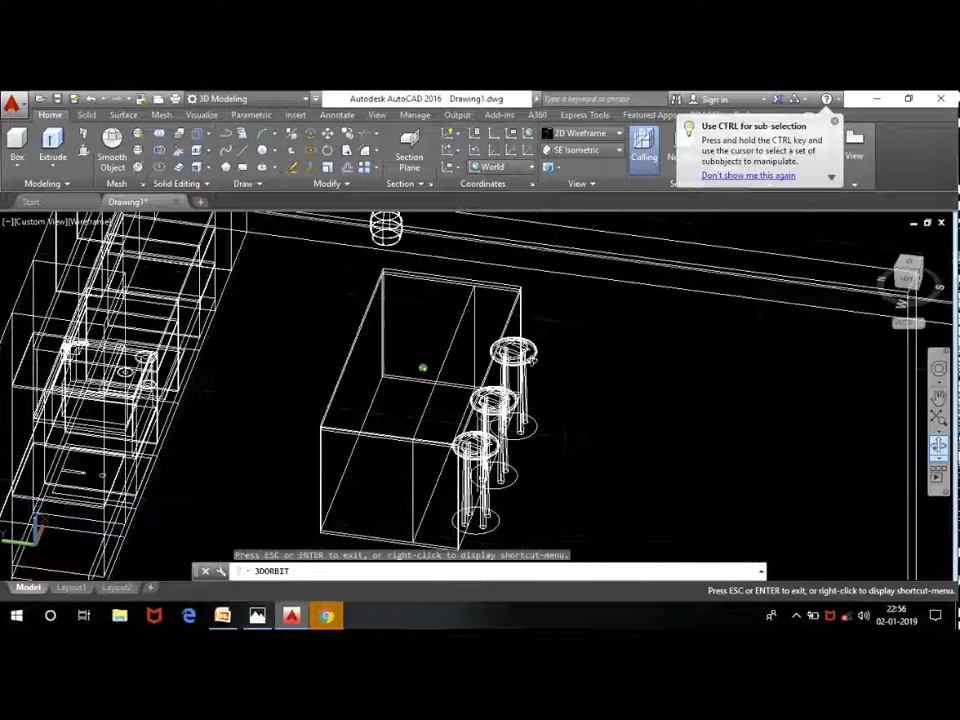 3D Modeling
Autodesk AutoCAD 2016 Drawing1.dwg
Type a keyword or phrase
Sign In
Home Solid Surface Mesh Visualize Parametric Insert Annotate View Manage Output Add-ins A360 Express Tools Featured Apps
Use CTRL for sub-selection
Press and hold the CTRL key and
use the cursor to select a set of
subobjects to manipulate.
Don't show me this again
2D Wireframe
SE Isometric
World
Box Extrude Smooth
Object Section
Plane Culling View
Modeling Mesh Solid Editing Draw Modify Section Coordinates View
Start Drawing1*
[−][Custom View][Wireframe]
S
W
Y
Press ESC or ENTER to exit, or right-click to display shortcut-menu.
3DORBIT
Model Layout1 Layout2
Press ESC or ENTER to exit, or right-click to display shortcut-menu.
22:56
02-01-2019